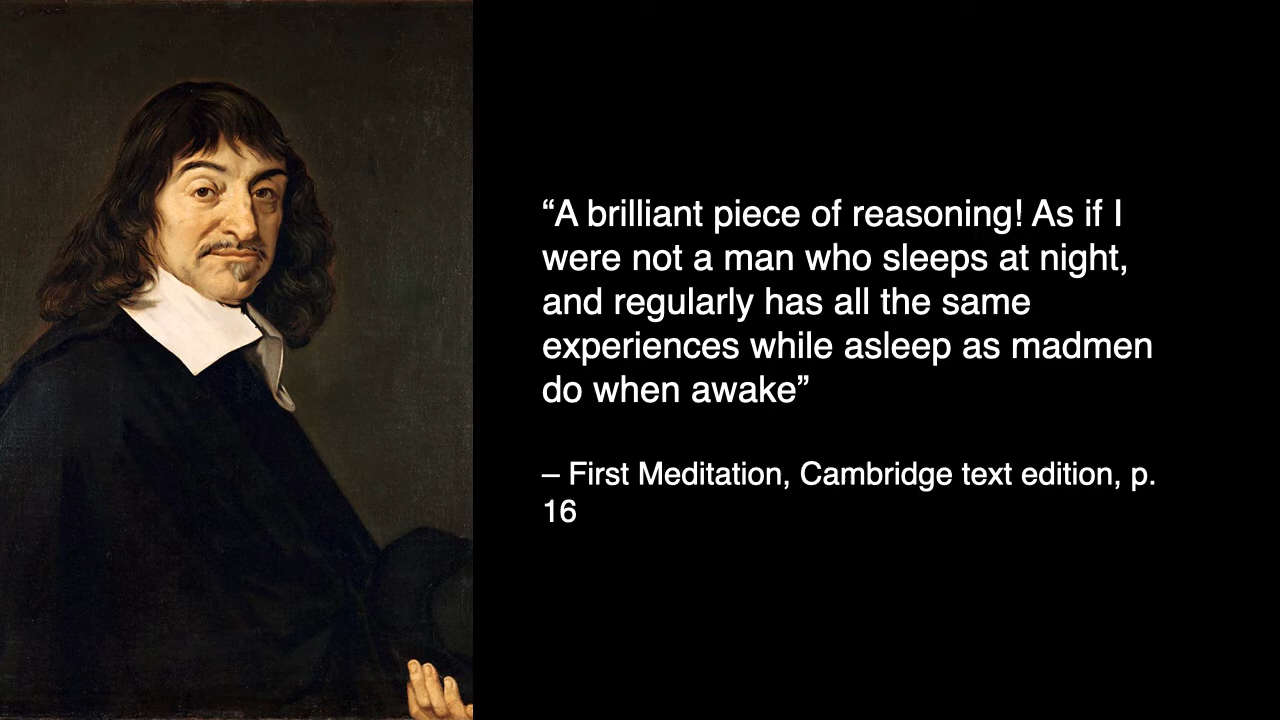 “A brilliant piece of reasoning! As if I
were not a man who sleeps at night,
and regularly has all the same
experiences while asleep as madmen
do when awake”
– First Meditation, Cambridge text edition, p.
16